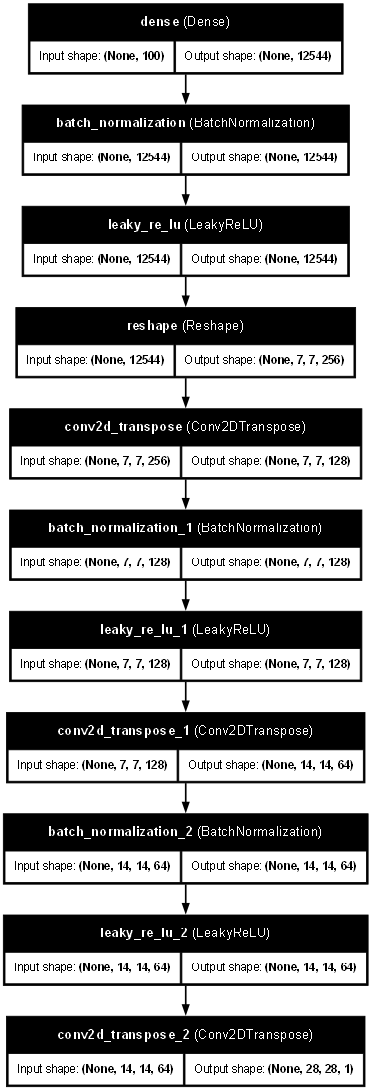 dense (Dense)
Input shape: (None, 100) Output shape: (None, 12544)
batch_normalization (BatchNormalization)
Input shape: (None, 12544) Output shape: (None, 12544)
leaky_re_lu (LeakyReLU)
Input shape: (None, 12544) Output shape: (None, 12544)
reshape (Reshape)
Input shape: (None, 12544) Output shape: (None, 7, 7, 256)
conv2d_transpose (Conv2DTranspose)
Input shape: (None, 7, 7, 256) Output shape: (None, 7, 7, 128)
batch_normalization_1 (BatchNormalization)
Input shape: (None, 7, 7, 128) Output shape: (None, 7, 7, 128)
leaky_re_lu_1 (LeakyReLU)
Input shape: (None, 7, 7, 128) Output shape: (None, 7, 7, 128)
conv2d_transpose_1 (Conv2DTranspose)
Input shape: (None, 7, 7, 128) Output shape: (None, 14, 14, 64)
batch_normalization_2 (BatchNormalization)
Input shape: (None, 14, 14, 64) Output shape: (None, 14, 14, 64)
leaky_re_lu_2 (LeakyReLU)
Input shape: (None, 14, 14, 64) Output shape: (None, 14, 14, 64)
conv2d_transpose_2 (Conv2DTranspose)
Input shape: (None, 14, 14, 64) Output shape: (None, 28, 28, 1)